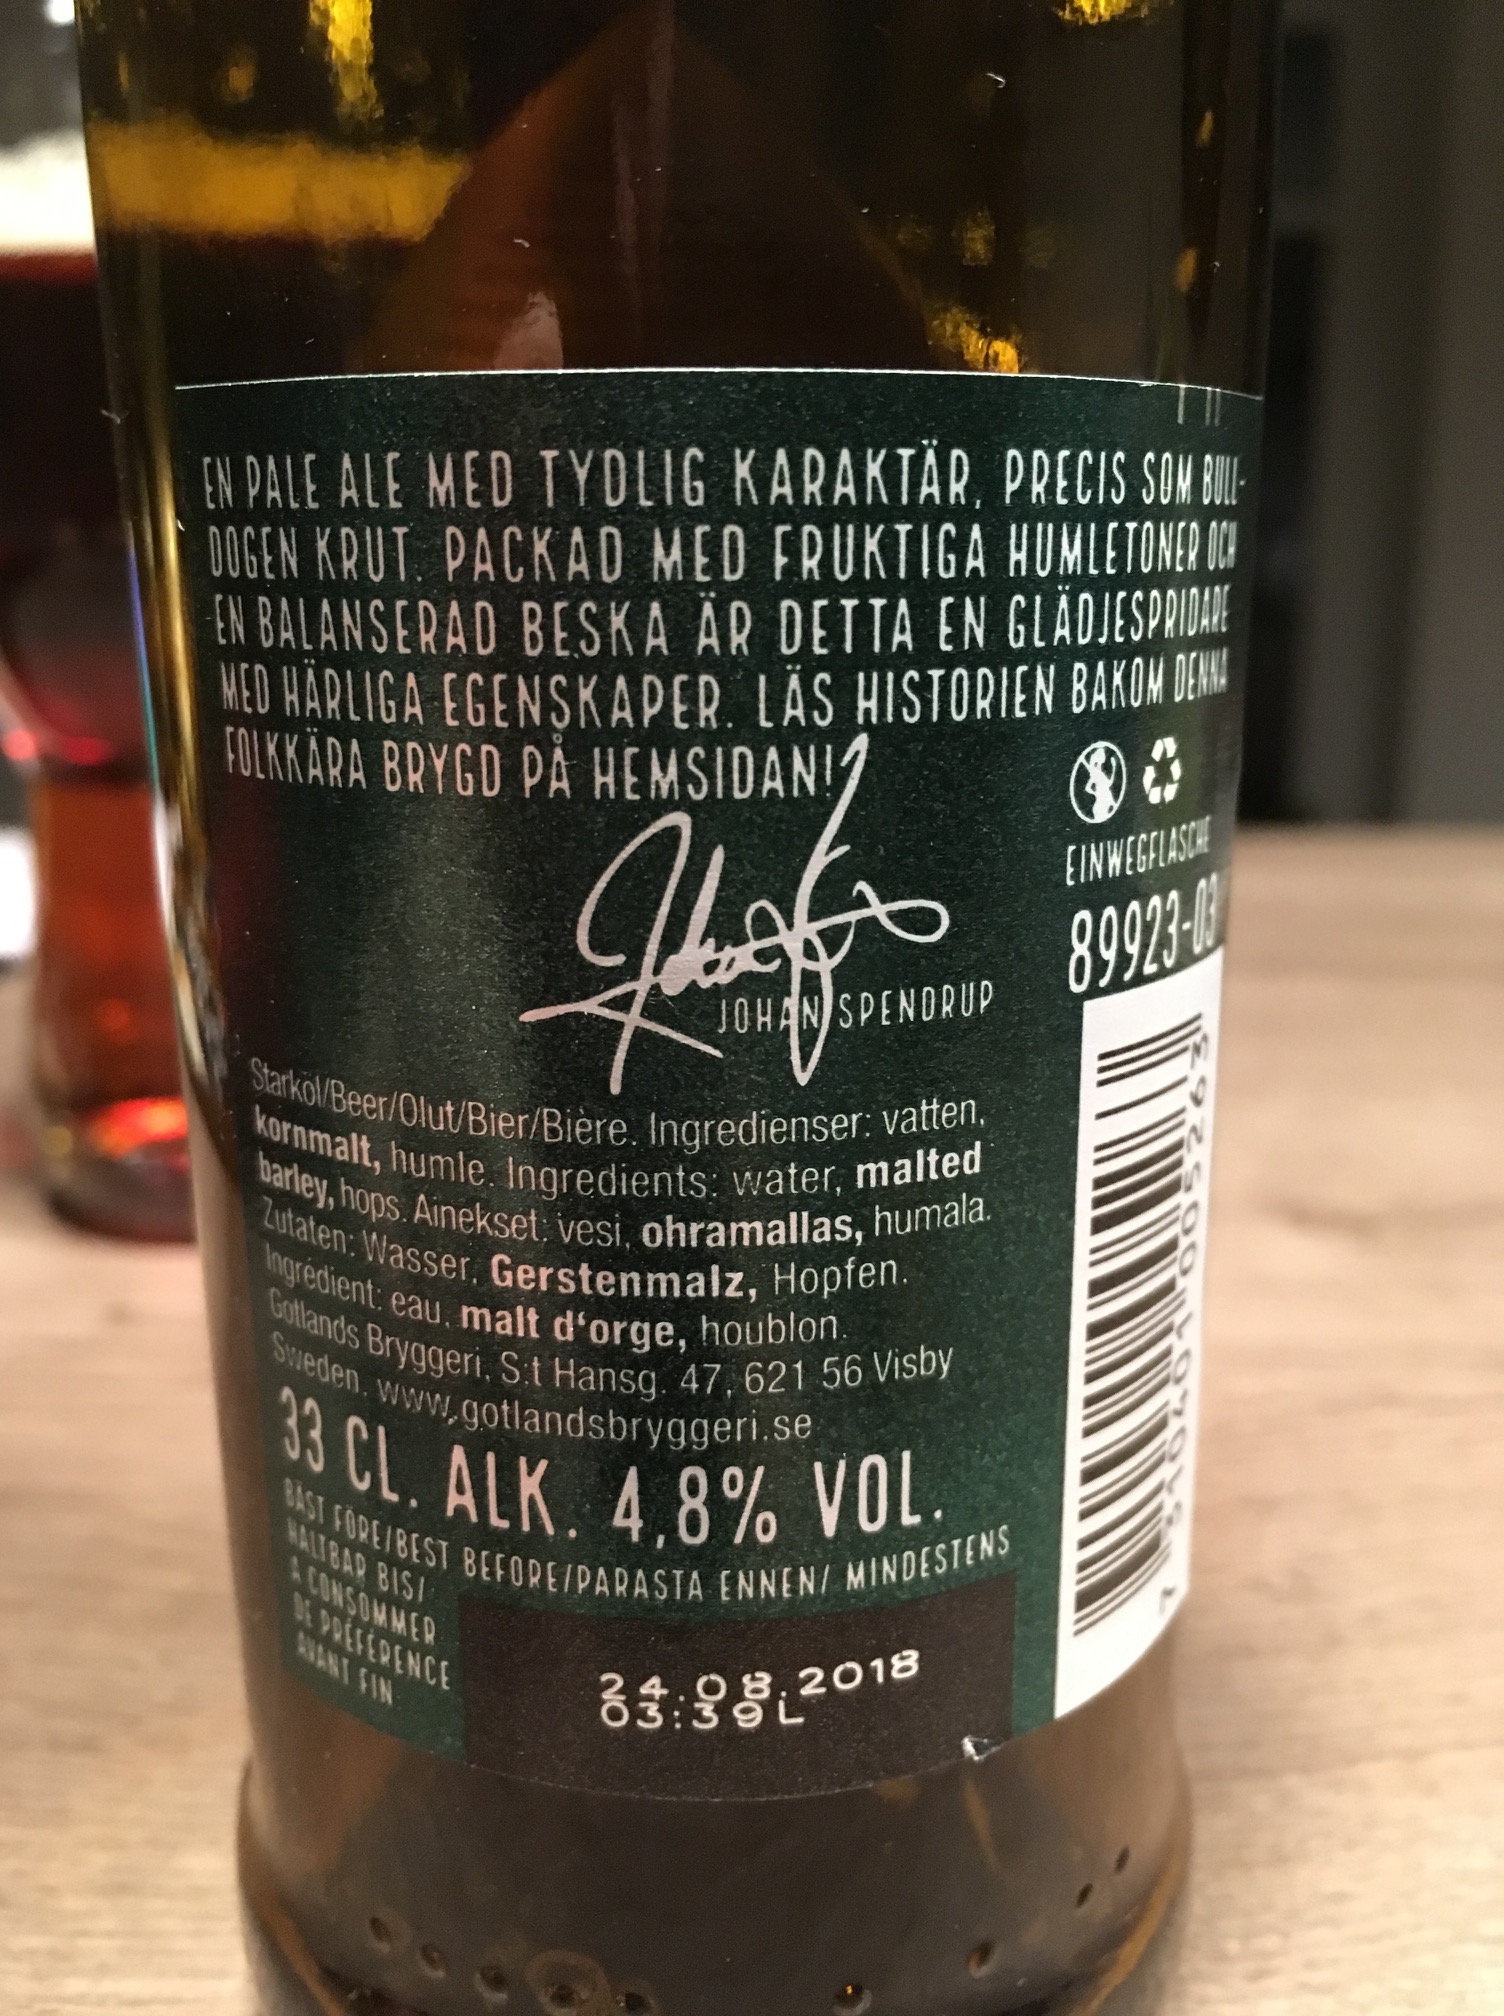 EN PALE ALE MED TYDLIG KARAKTÄR, PRECIS SOM BULL-
DOGEN KRUT. PACKAD MED FRUKTIGA HUMLETONER OCH
EN BALANSERAD BESKA ÄR DETTA EN GLÄDJESPRIDARE
MED HÄRLIGA EGENSKAPER. LÄS HISTORIEN BAKOM DENNA
FOLKKÄRA BRYGD PÅ HEMSIDAN!
JOHAN SPENDRUP
EINWEGFLASCHE
89923-03
Starköl/Beer/Olut/Bier/Bière. Ingredienser: vatten,
kornmalt, humle. Ingredients: water, malted
barley, hops. Ainekset: vesi, ohramallas, humala.
Zutaten: Wasser, Gerstenmalz, Hopfen.
Ingredient: eau, malt d'orge, houblon.
Gotlands Bryggeri, S:t Hansg. 47, 621 56 Visby
Sweden. www.gotlandsbryggeri.se
33 CL. ALK. 4,8% VOL.
BÄST FÖRE/BEST BEFORE/PARASTA ENNEN/ MINDESTENS
HALTBAR BIS/
A CONSOMMER
DE PRÉFÉRENCE
AVANT FIN
24.08.2018
03:39L
7 310401 005263